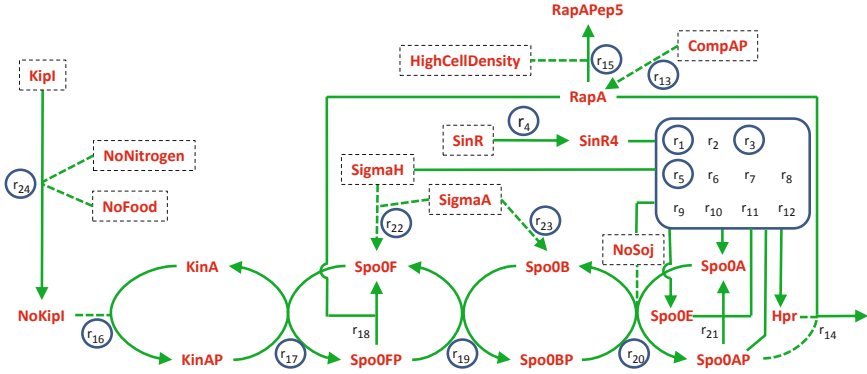 RapAPep5
HighCellDensity
r15
CompAP
r13
KipI
RapA
SinR
r4
SinR4
r1 r2 r3
NoNitrogen
SigmaH
r5 r6 r7 r8
r24
NoFood
SigmaA
r9 r10 r11 r12
r22
r23
NoSoj
KinA
Spo0F
Spo0B
Spo0A
NoKipI
Spo0E
Hpr
r16
r18
r21
r14
KinAP
r17
Spo0FP
r19
Spo0BP
r20
Spo0AP